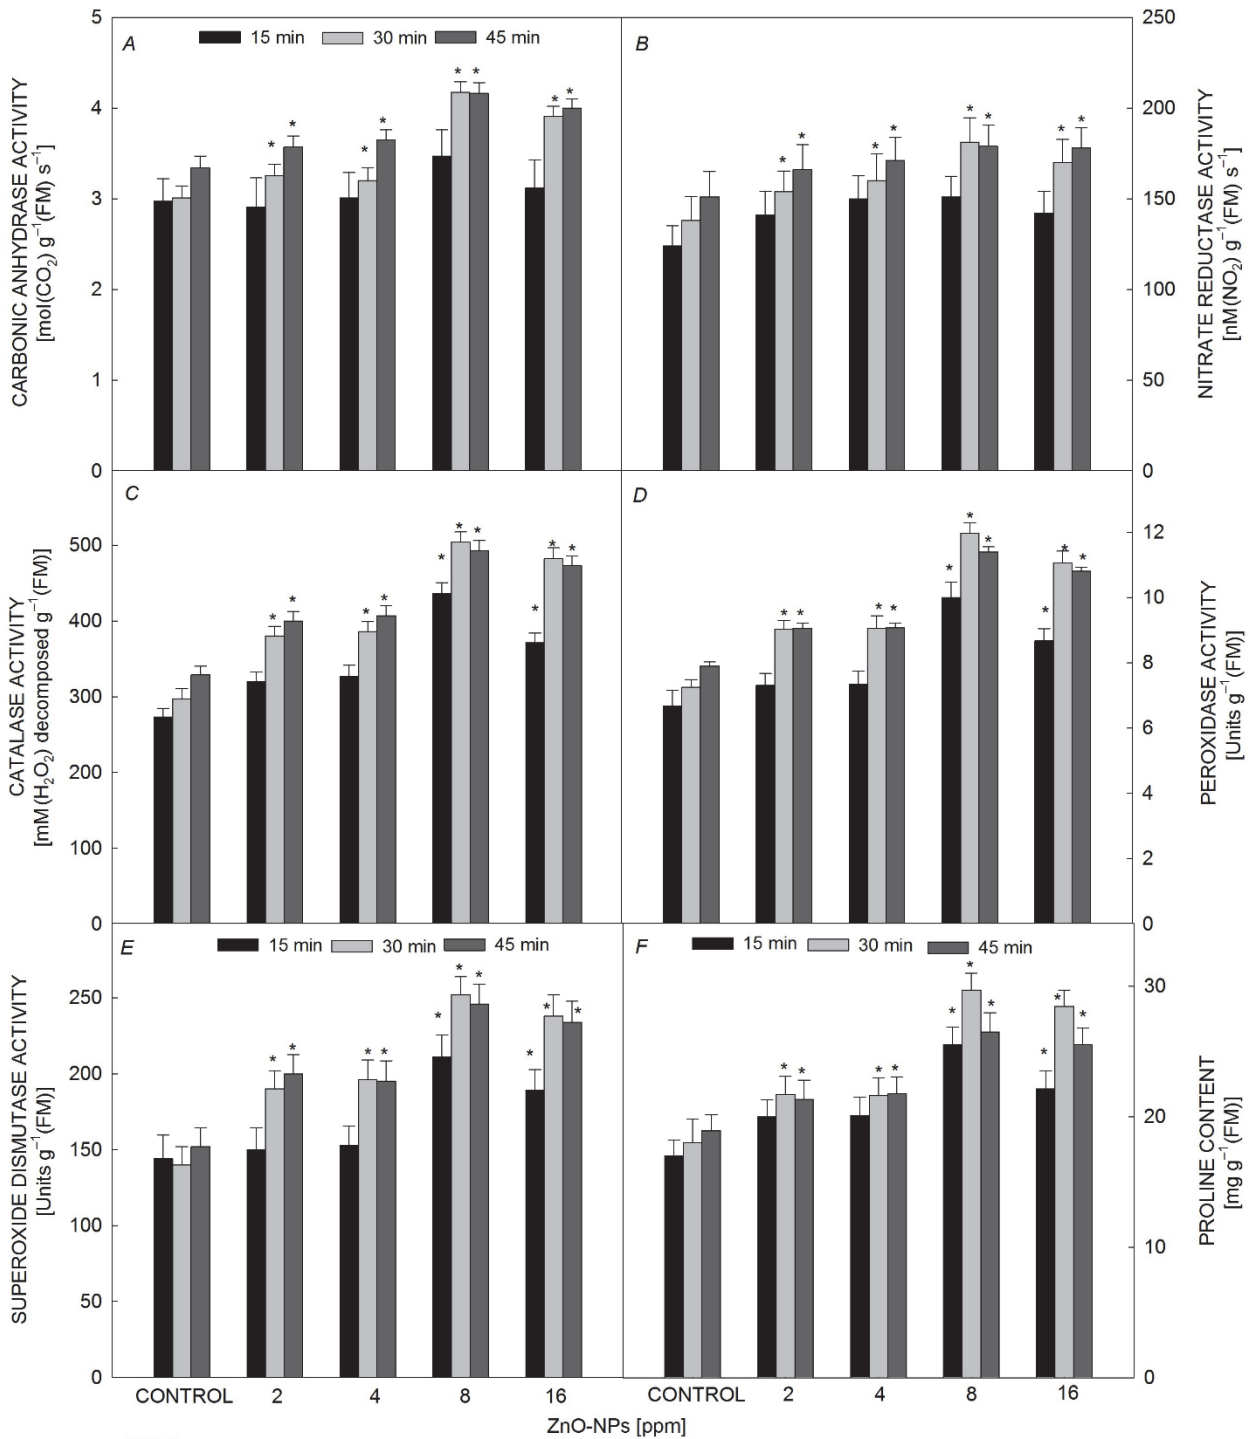 A 15 min 30 min 45 min
5
4
3
2
1
0
CARBONIC ANHYDRASE ACTIVITY
[mol(CO₂) g⁻¹(FM) s⁻¹]
* * * * * * * *
B
250
200
150
100
50
0
NITRATE REDUCTASE ACTIVITY
[nM(NO₂) g⁻¹(FM) s⁻¹]
* * * * * * * *
C
500
400
300
200
100
0
CATALASE ACTIVITY
[mM(H₂O₂) decomposed g⁻¹(FM)]
* * * * * * * * * *
D
12
10
8
6
4
2
0
PEROXIDASE ACTIVITY
[Units g⁻¹(FM)]
* * * * * * * * * *
E 15 min 30 min 45 min
250
200
150
100
50
0
SUPEROXIDE DISMUTASE ACTIVITY
[Units g⁻¹(FM)]
* * * * * * * * * *
CONTROL 2 4 8 16
F 15 min 30 min 45 min
30
20
10
0
PROLINE CONTENT
[mg g⁻¹(FM)]
* * * * * * * * * *
CONTROL 2 4 8 16
ZnO-NPs [ppm]